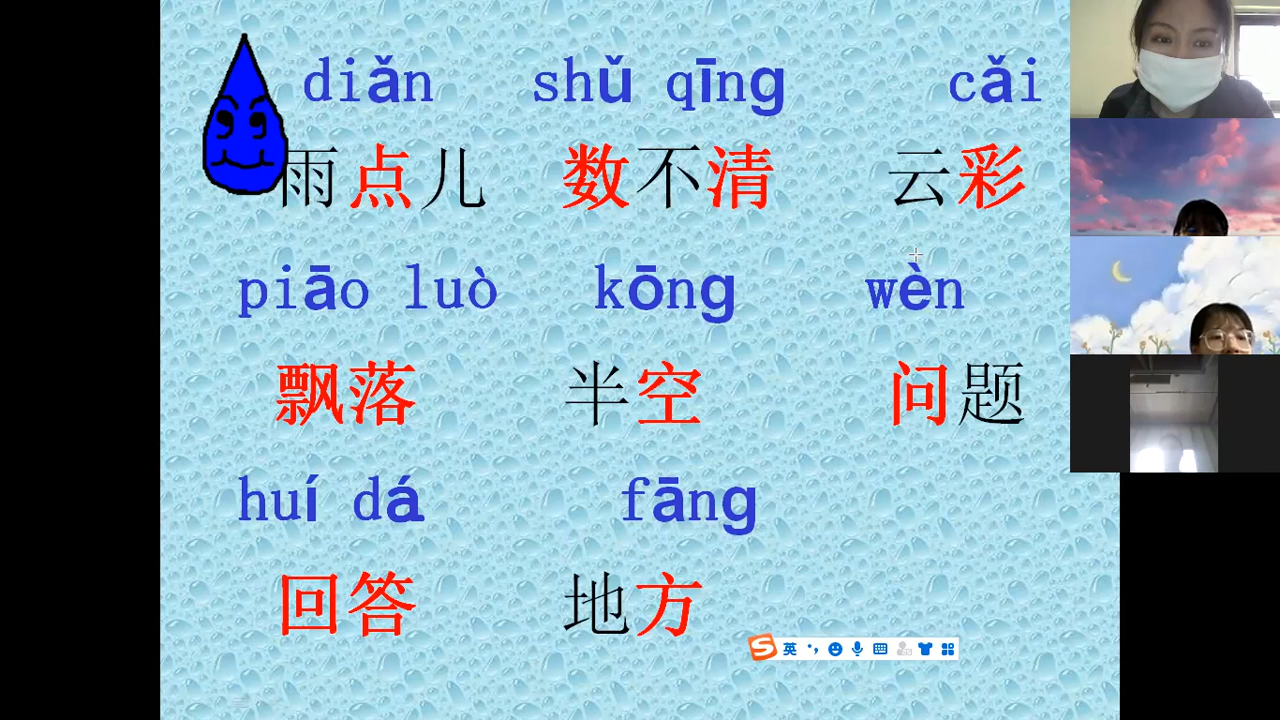 diǎn shǔ qīng cǎi
雨点儿 数不清 云彩
piāo luò kōng wèn
飘落 半空 问题
huí dá fāng
回答 地方
英